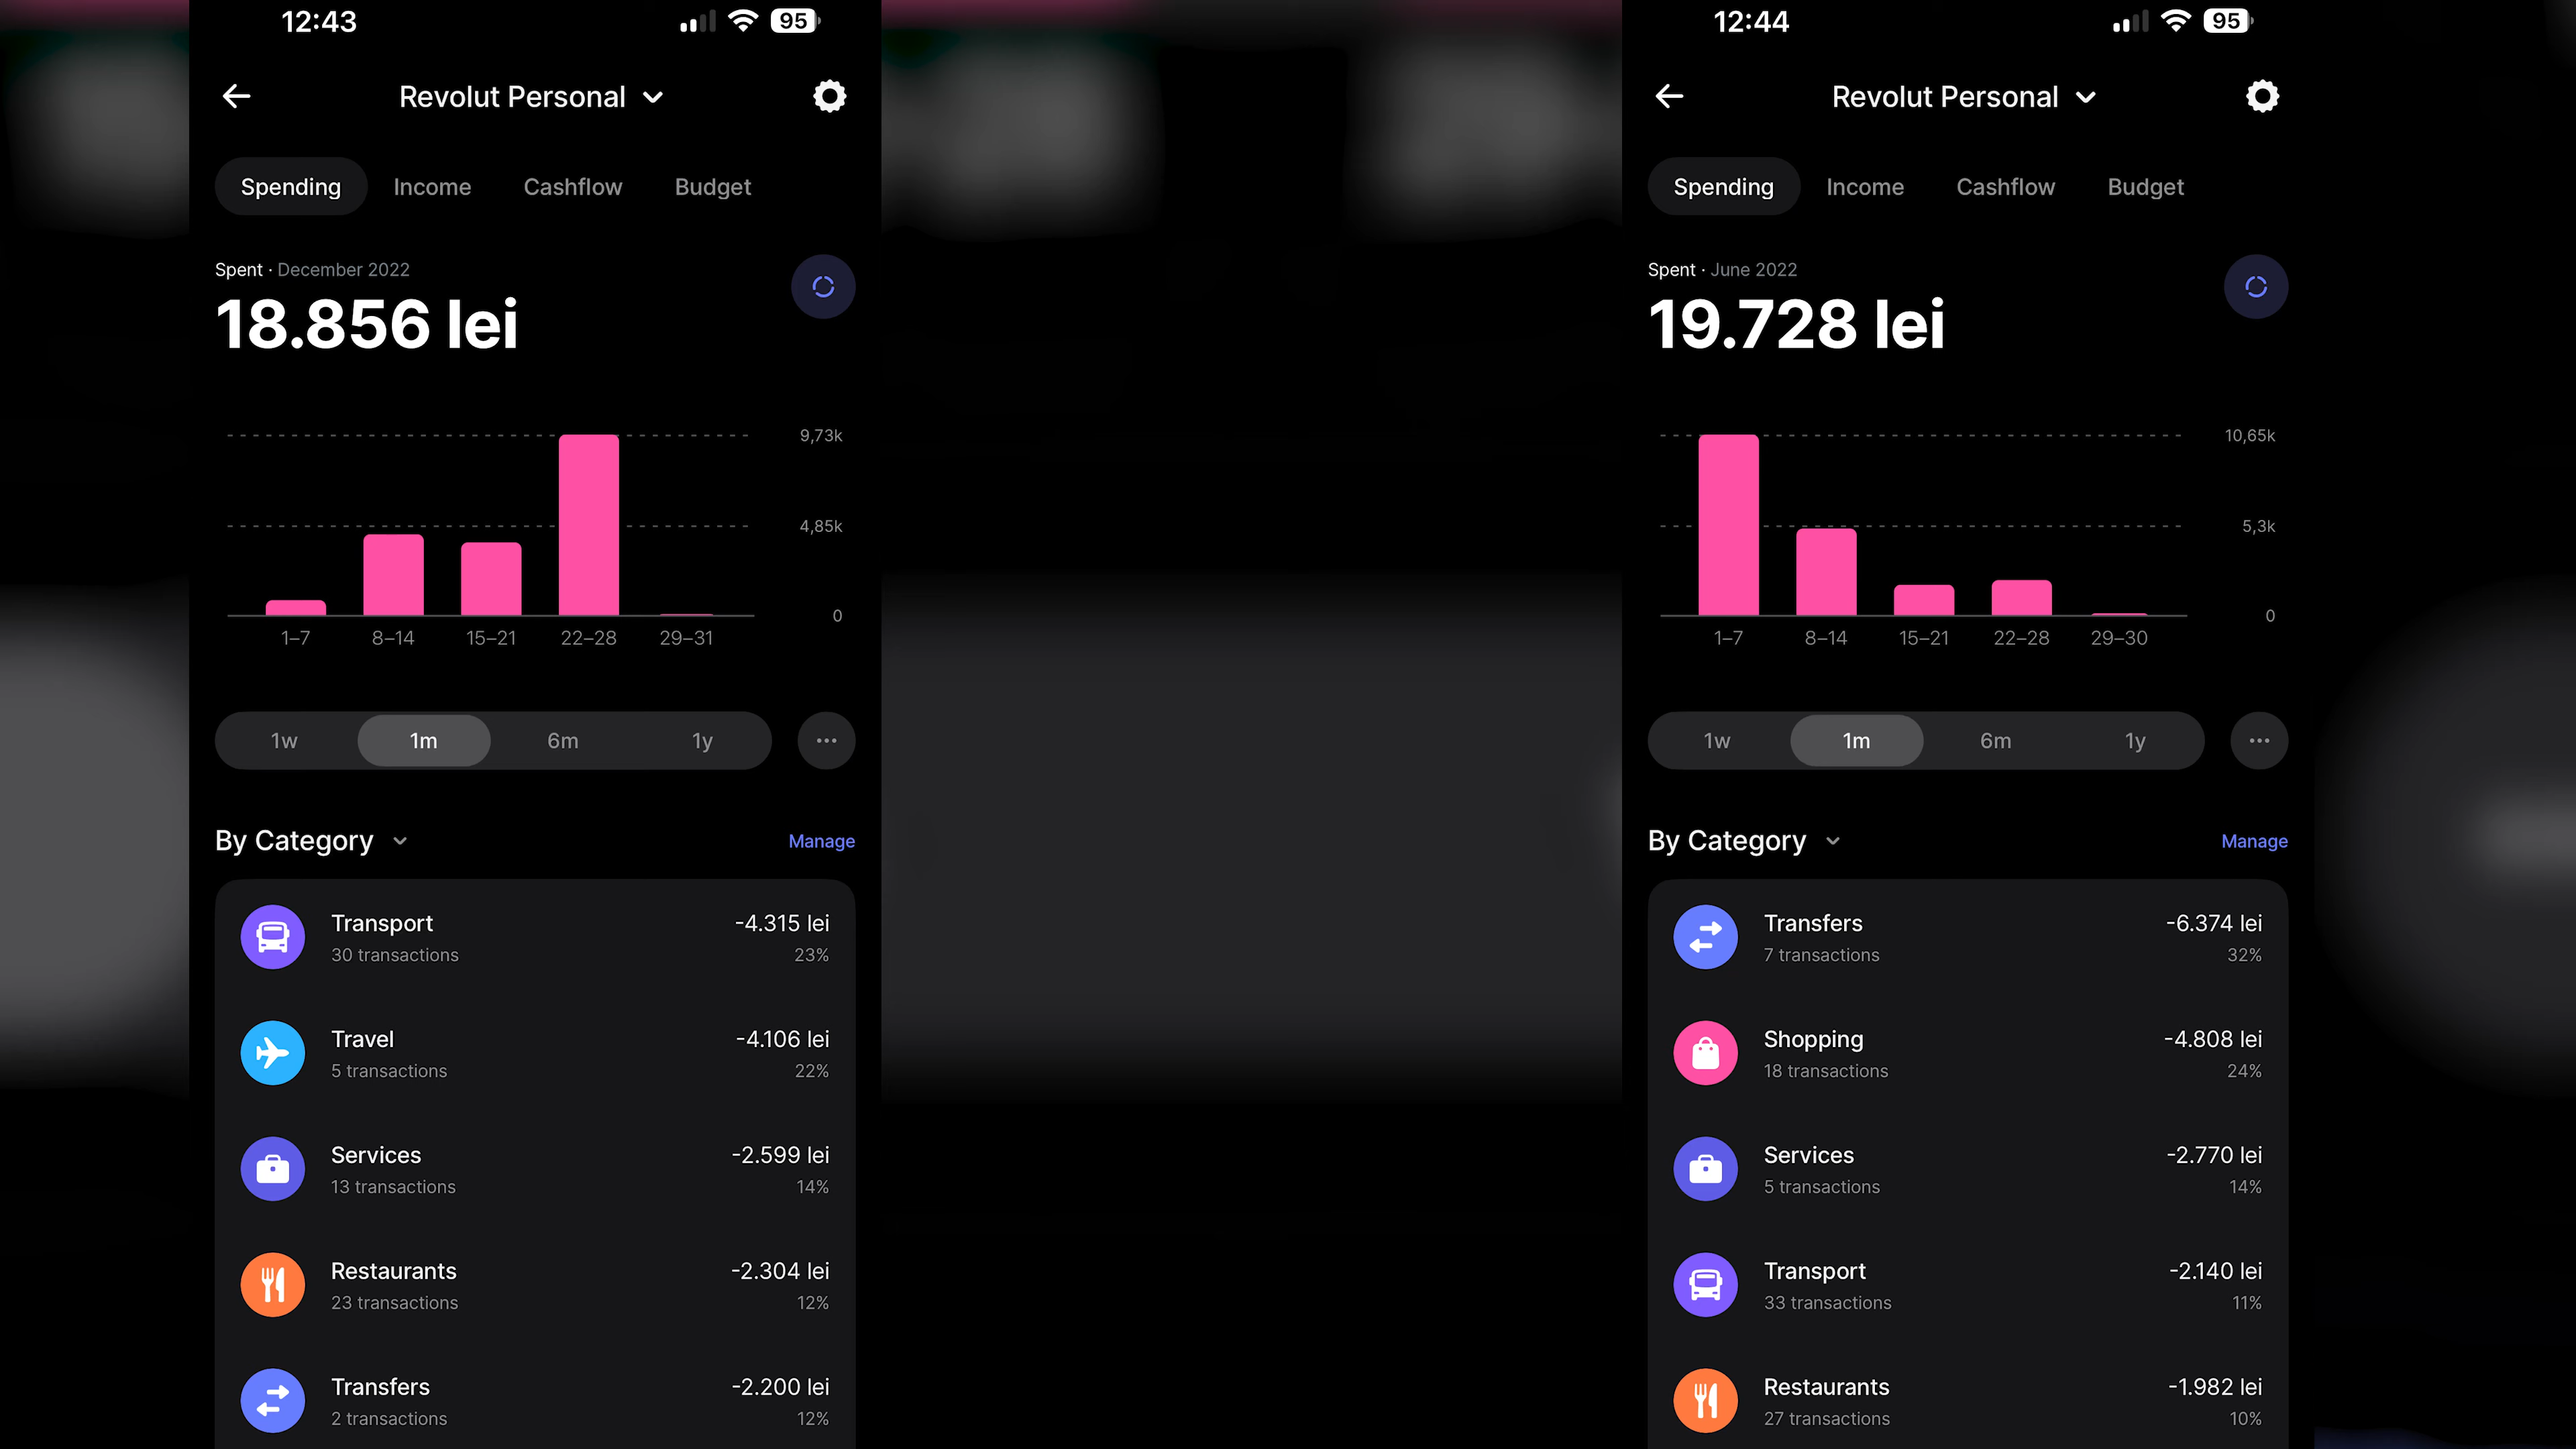 12:43
95
Revolut Personal
Spending Income Cashflow Budget
Spent · December 2022
18.856 lei
9,73k
4,85k
0
1–7 8–14 15–21 22–28 29–31
1w 1m 6m 1y
By Category Manage
Transport -4.315 lei
30 transactions 23%
Travel -4.106 lei
5 transactions 22%
Services -2.599 lei
13 transactions 14%
Restaurants -2.304 lei
23 transactions 12%
Transfers -2.200 lei
2 transactions 12%
12:44
95
Revolut Personal
Spending Income Cashflow Budget
Spent · June 2022
19.728 lei
10,65k
5,3k
0
1–7 8–14 15–21 22–28 29–30
1w 1m 6m 1y
By Category Manage
Transfers -6.374 lei
7 transactions 32%
Shopping -4.808 lei
18 transactions 24%
Services -2.770 lei
5 transactions 14%
Transport -2.140 lei
33 transactions 11%
Restaurants -1.982 lei
27 transactions 10%